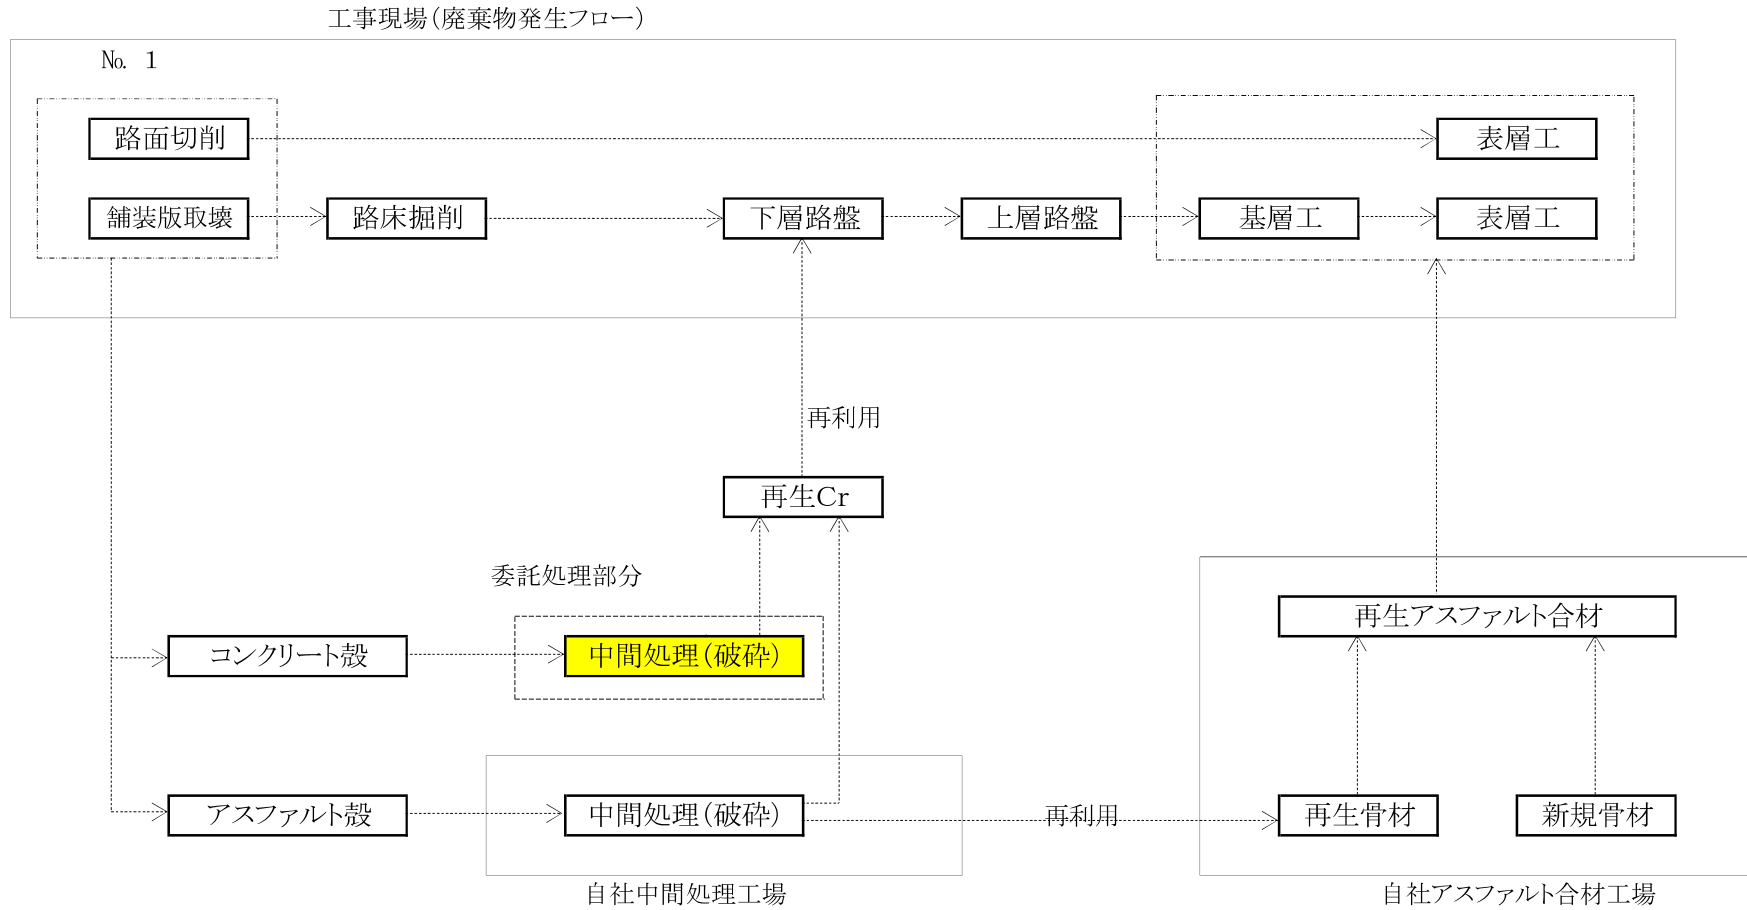 工事現場（廃棄物発生フロー）
№ 1
路面切削
表層工
舗装版取壊
路床掘削
下層路盤
上層路盤
基層工
表層工
再利用
再生Cr
委託処理部分
再生アスファルト合材
コンクリート殻
中間処理（破砕）
アスファルト殻
中間処理（破砕）
再利用
再生骨材
新規骨材
自社中間処理工場
自社アスファルト合材工場